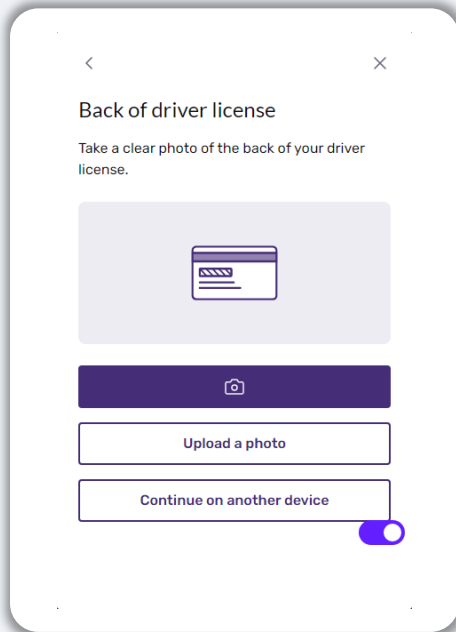 Back of driver license
Take a clear photo of the back of your driver
license.
Upload a photo
Continue on another device